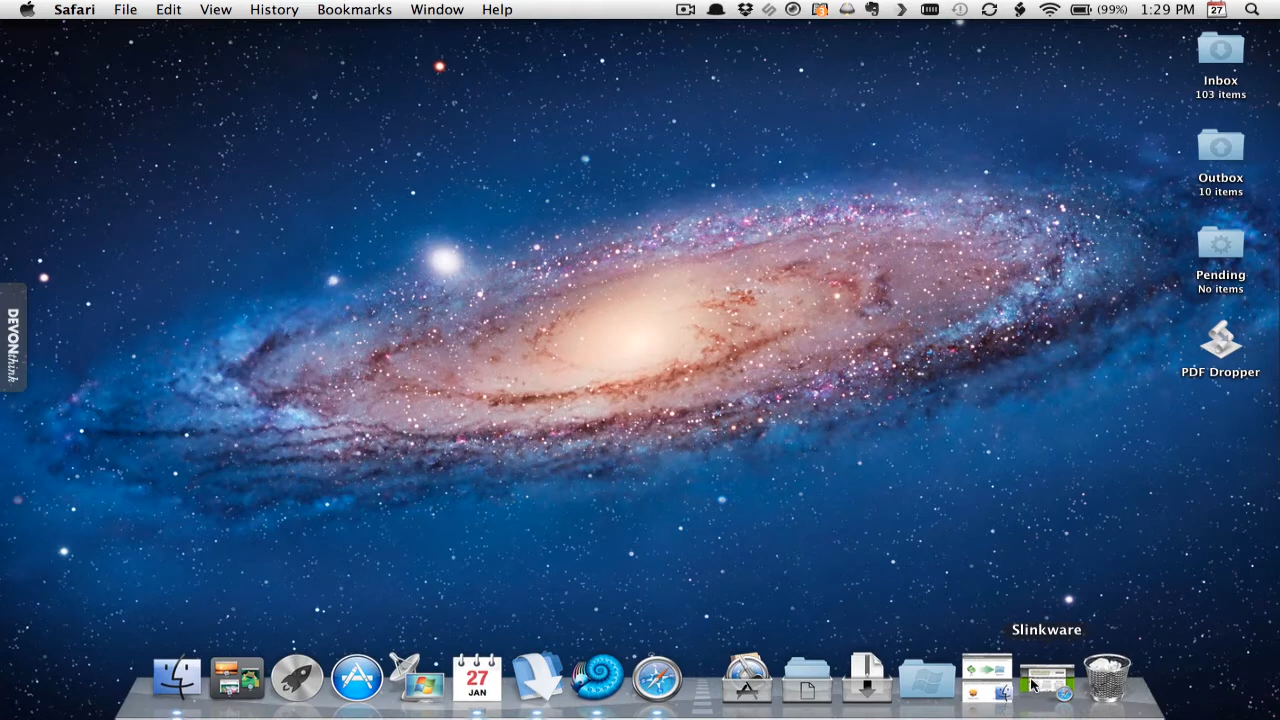 Safari File Edit View History Bookmarks Window Help (99%) 1:29 PM 27
Inbox
103 items
Outbox
10 items
Pending
No items
PDF Dropper
DEVONthink
Slinkware
27
JAN